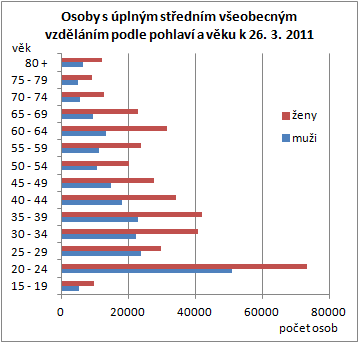 Osoby s úplným středním všeobecným
vzděláním podle pohlaví a věku k 26. 3. 2011
věk
80 +
75 - 79
70 - 74
65 - 69
60 - 64
55 - 59
50 - 54
45 - 49
40 - 44
35 - 39
30 - 34
25 - 29
20 - 24
15 - 19
ženy
muži
0 20000 40000 60000 80000
počet osob